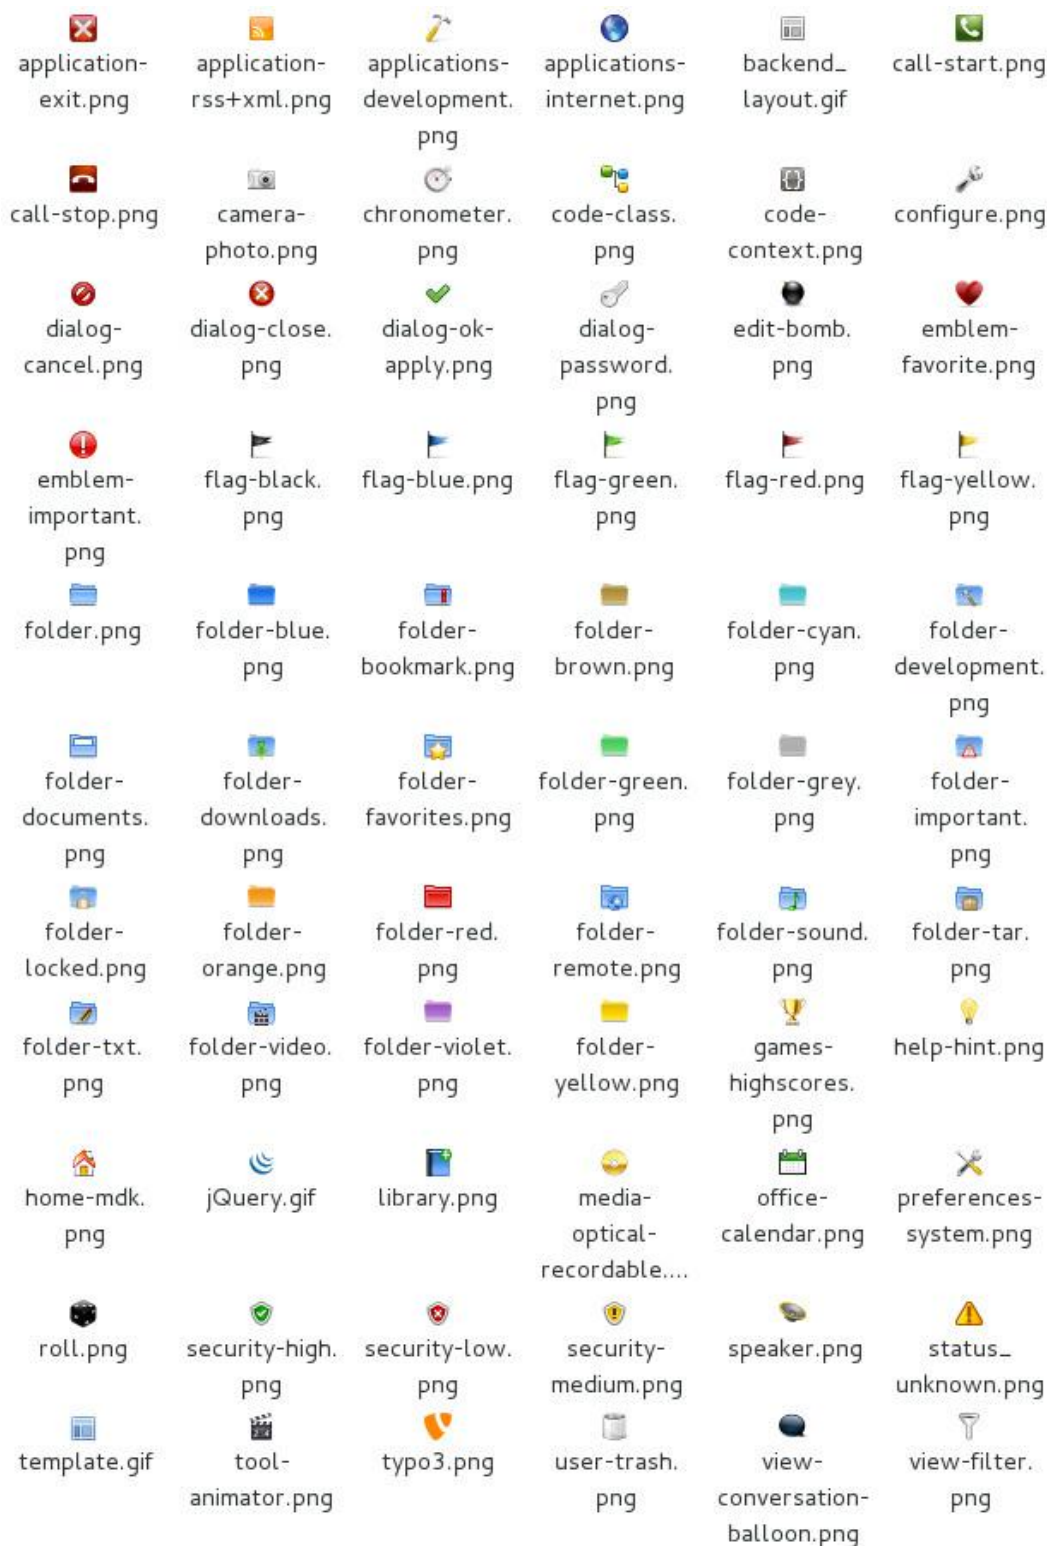 application-
exit.png
application-
rss+xml.png
applications-
development.
png
applications-
internet.png
backend_
layout.gif
call-start.png
call-stop.png
camera-
photo.png
chronometer.
png
code-class.
png
code-
context.png
configure.png
dialog-
cancel.png
dialog-close.
png
dialog-ok-
apply.png
dialog-
password.
png
edit-bomb.
png
emblem-
favorite.png
emblem-
important.
png
flag-black.
png
flag-blue.png
flag-green.
png
flag-red.png
flag-yellow.
png
folder.png
folder-blue.
png
folder-
bookmark.png
folder-
brown.png
folder-cyan.
png
folder-
development.
png
folder-
documents.
png
folder-
downloads.
png
folder-
favorites.png
folder-green.
png
folder-grey.
png
folder-
important.
png
folder-
locked.png
folder-
orange.png
folder-red.
png
folder-
remote.png
folder-sound.
png
folder-tar.
png
folder-txt.
png
folder-video.
png
folder-violet.
png
folder-
yellow.png
games-
highscores.
png
help-hint.png
home-mdk.
png
jQuery.gif
library.png
media-
optical-
recordable....
office-
calendar.png
preferences-
system.png
roll.png
security-high.
png
security-low.
png
security-
medium.png
speaker.png
status_
unknown.png
template.gif
tool-
animator.png
typo3.png
user-trash.
png
view-
conversation-
balloon.png
view-filter.
png